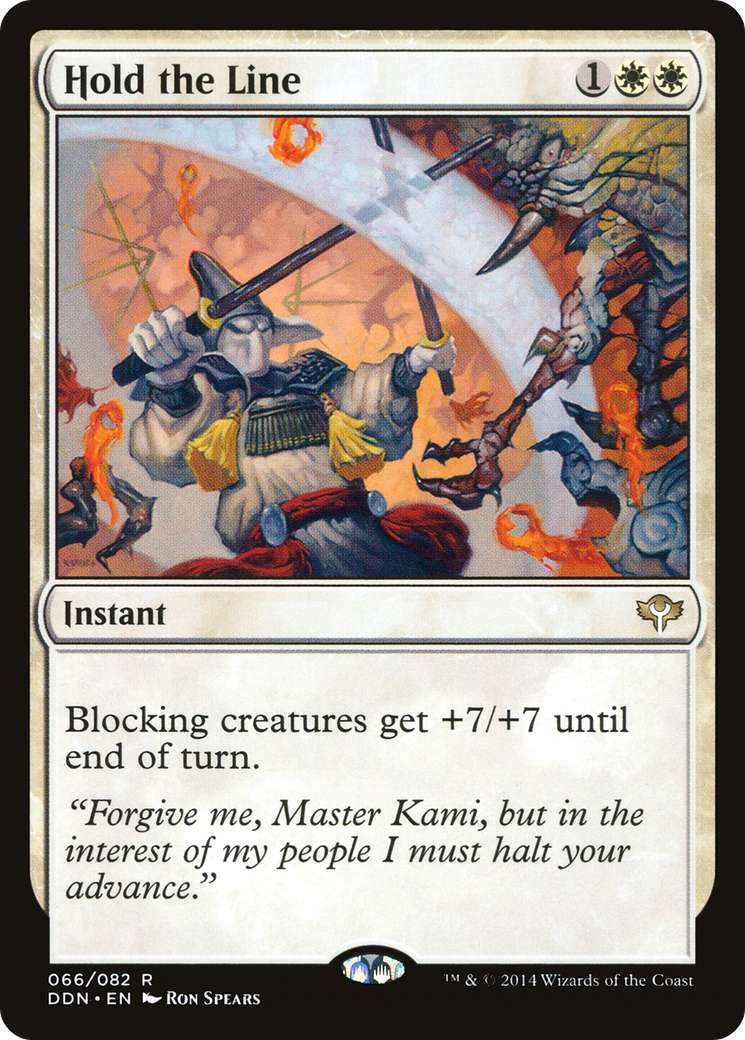 Hold the Line 1
Instant
Blocking creatures get +7/+7 until
end of turn.
“Forgive me, Master Kami, but in the
interest of my people I must halt your
advance.”
066/082 R
DDN • EN Ron Spears
™ & © 2014 Wizards of the Coast